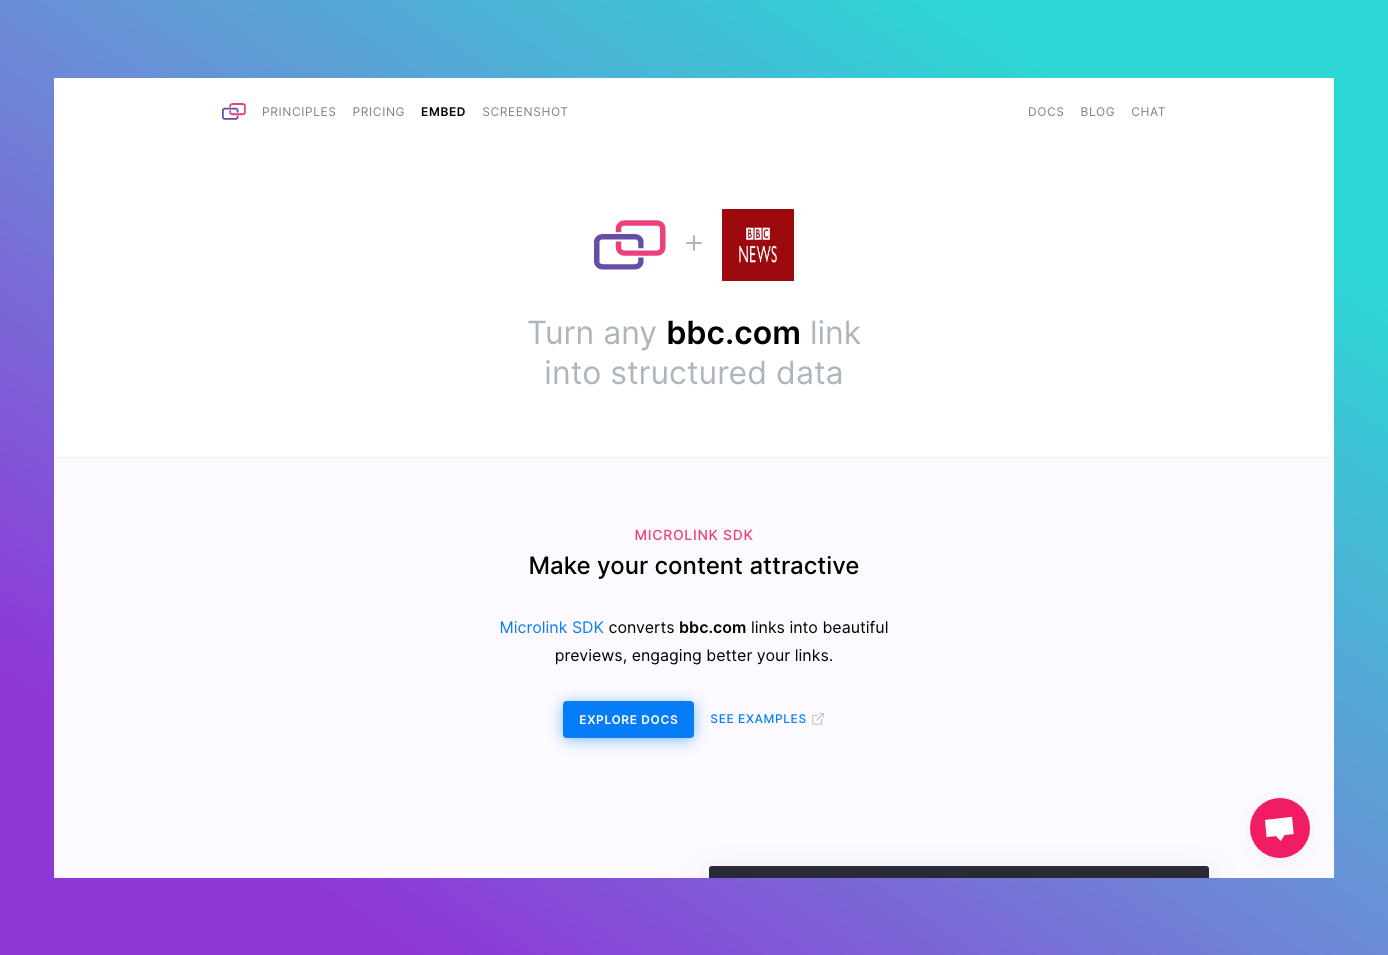 PRINCIPLES PRICING EMBED SCREENSHOT DOCS BLOG CHAT
BBC
NEWS
Turn any bbc.com link
into structured data
MICROLINK SDK
Make your content attractive
Microlink SDK converts bbc.com links into beautiful
previews, engaging better your links.
EXPLORE DOCS SEE EXAMPLES